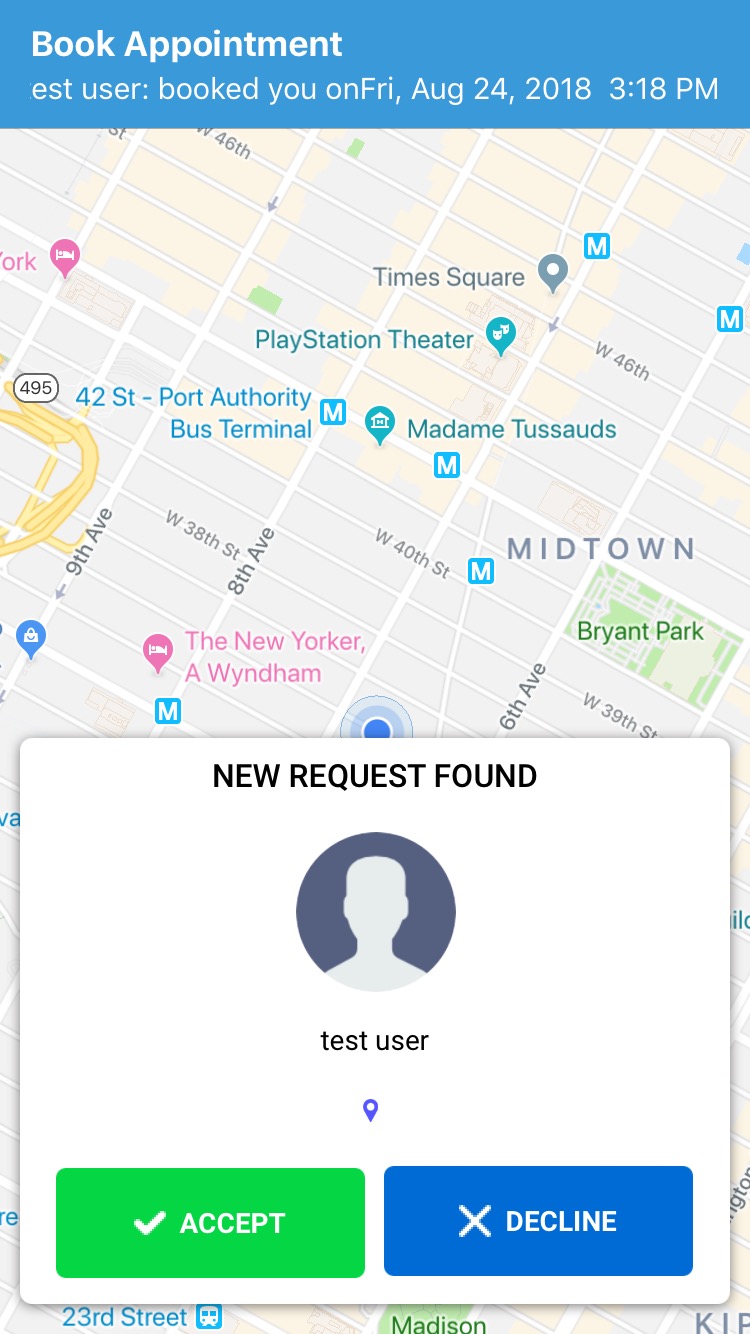 Book Appointment
est user: booked you onFri, Aug 24, 2018 3:18 PM
St
W 46th
York
Times Square
M
M
PlayStation Theater
W 46th
495
42 St - Port Authority
Bus Terminal
M
Madame Tussauds
M
9th Ave
W 38th St
8th Ave
W 40th St
M
MIDTOWN
Bryant Park
The New Yorker,
A Wyndham
M
6th Ave
W 39th St
NEW REQUEST FOUND
test user
ACCEPT
DECLINE
23rd Street
Madison